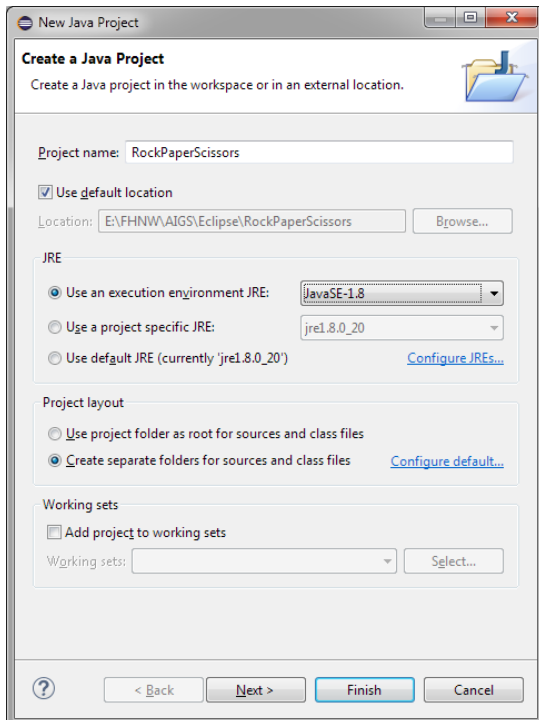 New Java Project
Create a Java Project
Create a Java project in the workspace or in an external location.
Project name: RockPaperScissors
Use default location
Location: E:\FHNW\AIGS\Eclipse\RockPaperScissors Browse...
JRE
Use an execution environment JRE: JavaSE-1.8
Use a project specific JRE: jre1.8.0_20
Use default JRE (currently 'jre1.8.0_20') Configure JREs...
Project layout
Use project folder as root for sources and class files
Create separate folders for sources and class files Configure default...
Working sets
Add project to working sets
Working sets: Select...
? < Back Next > Finish Cancel